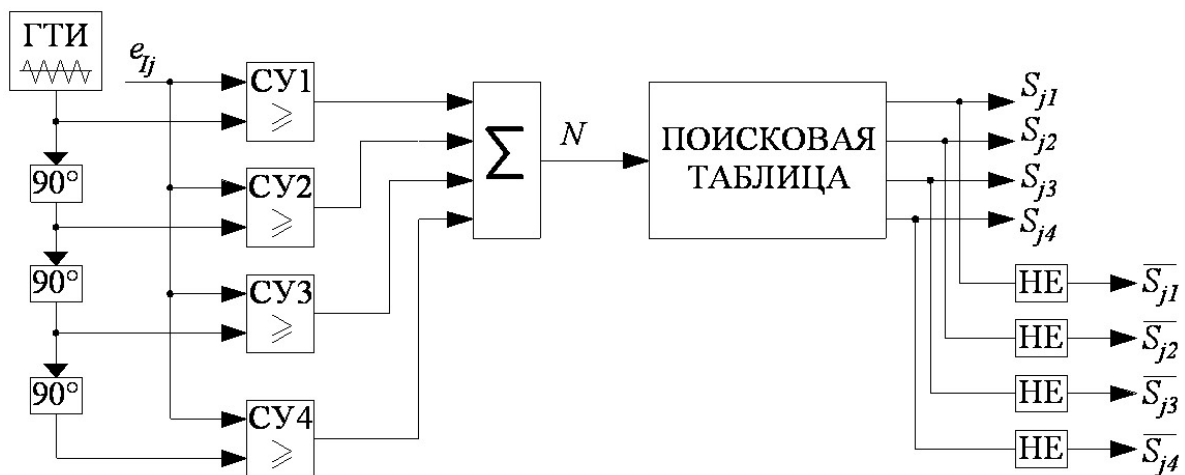 ГТИ
e_Ij
СУ1
≥
90°
СУ2
≥
90°
СУ3
≥
90°
СУ4
≥
Σ
N
ПОИСКОВАЯ
ТАБЛИЦА
S_j1
S_j2
S_j3
S_j4
НЕ
S̅_j1
НЕ
S̅_j2
НЕ
S̅_j3
НЕ
S̅_j4